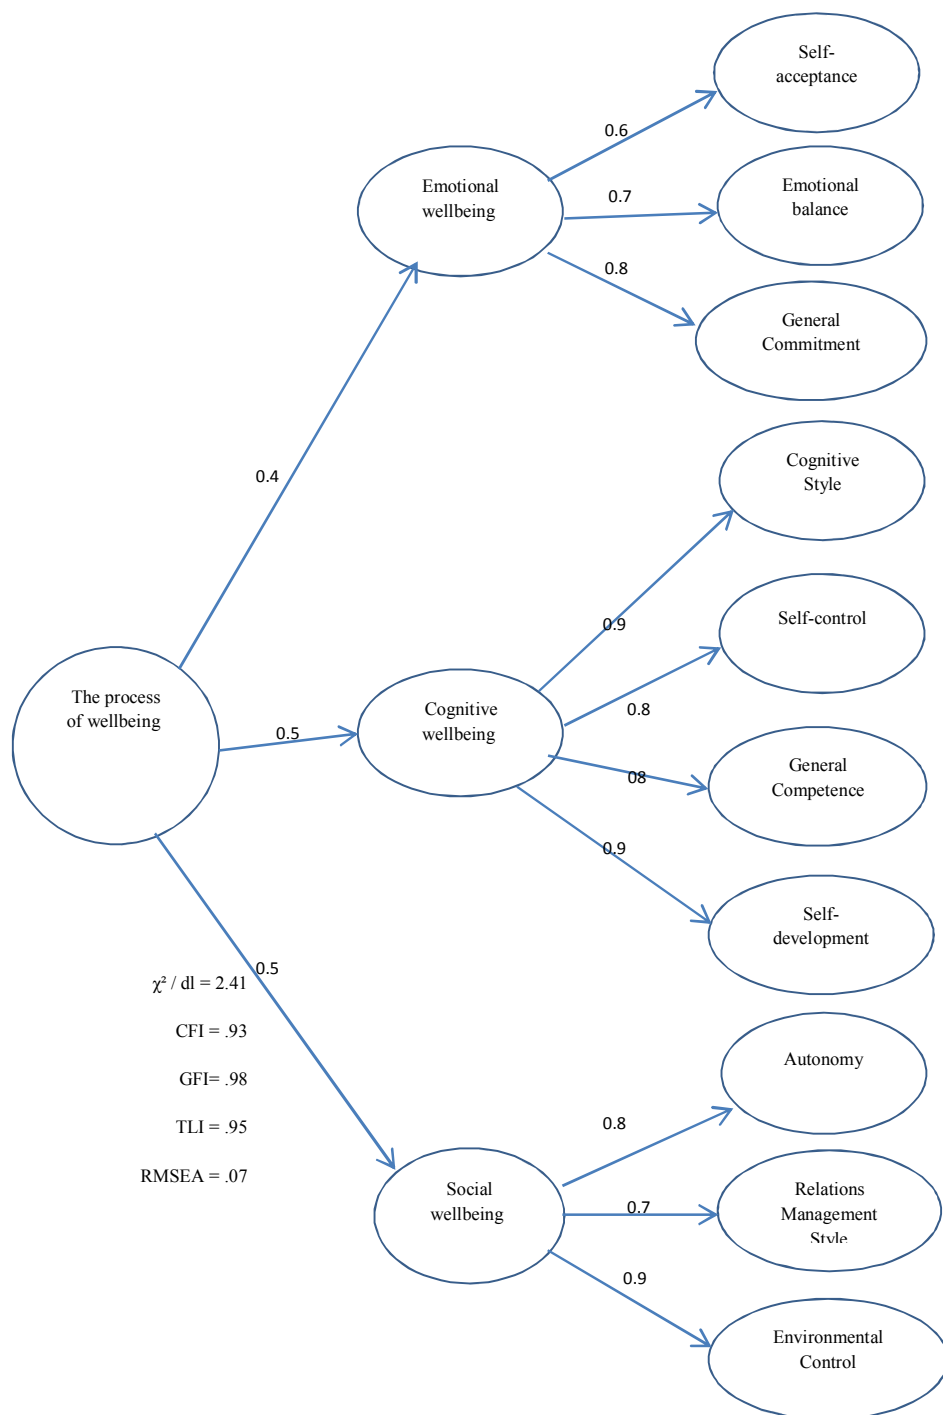 Self-
acceptance
0.6
Emotional
wellbeing
0.7
Emotional
balance
0.8
General
Commitment
0.4
Cognitive
Style
0.9
Self-control
The process
of wellbeing
0.5
Cognitive
wellbeing
0.8
08
General
Competence
0.9
Self-
development
0.5
χ² / dl = 2.41
CFI = .93
GFI= .98
TLI = .95
RMSEA = .07
Autonomy
0.8
Social
wellbeing
0.7
Relations
Management
Style
0.9
Environmental
Control